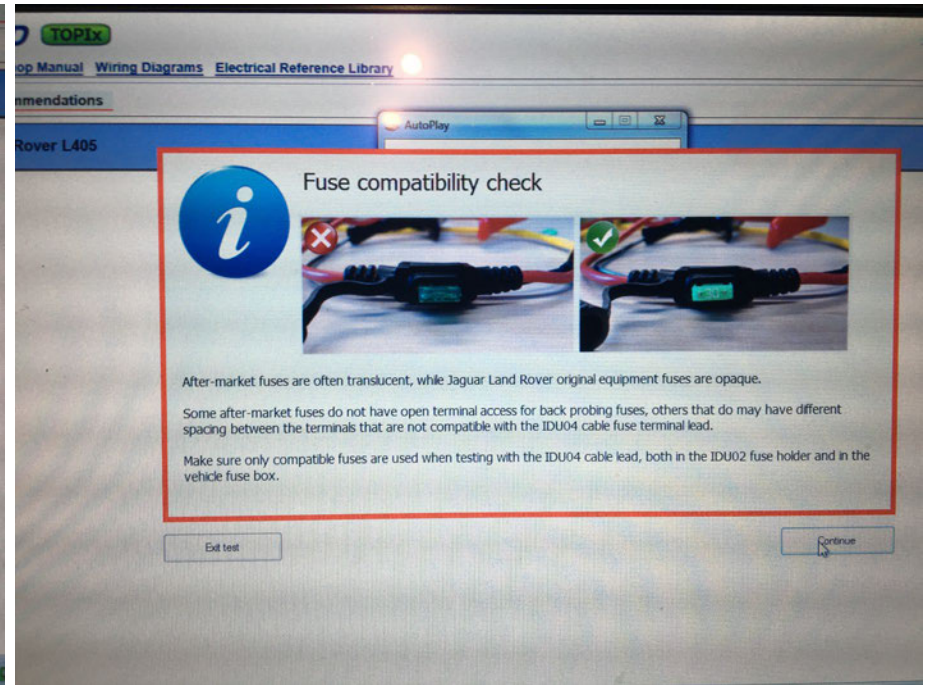 TOPIx
op Manual Wiring Diagrams Electrical Reference Library
mmendations
AutoPlay
Rover L405
Fuse compatibility check
After-market fuses are often translucent, while Jaguar Land Rover original equipment fuses are opaque.
Some after-market fuses do not have open terminal access for back probing fuses, others that do may have different
spacing between the terminals that are not compatible with the IDU04 cable fuse terminal lead.
Make sure only compatible fuses are used when testing with the IDU04 cable lead, both in the IDU02 fuse holder and in the
vehicle fuse box.
Exit test
Continue